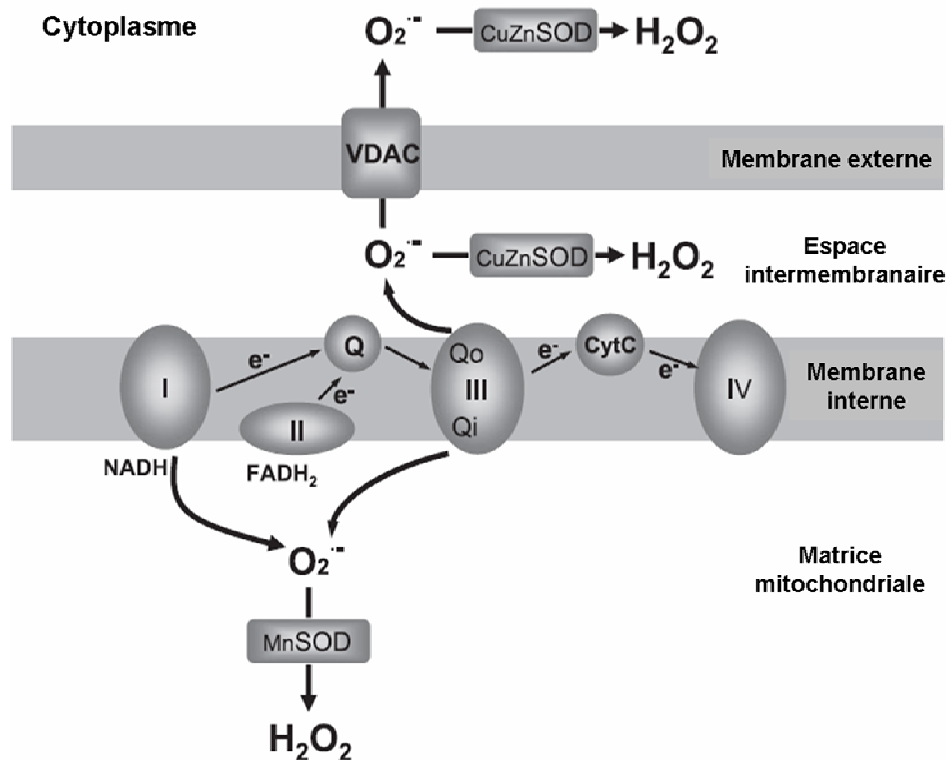 Cytoplasme
O₂·⁻ CuZnSOD H₂O₂
VDAC
Membrane externe
O₂·⁻ CuZnSOD H₂O₂
Espace
intermembranaire
I e⁻ Q Qo
III
Qi
e⁻ CytC e⁻ IV
II e⁻
Membrane
interne
NADH
FADH₂
O₂·⁻
Matrice
mitochondriale
MnSOD
H₂O₂